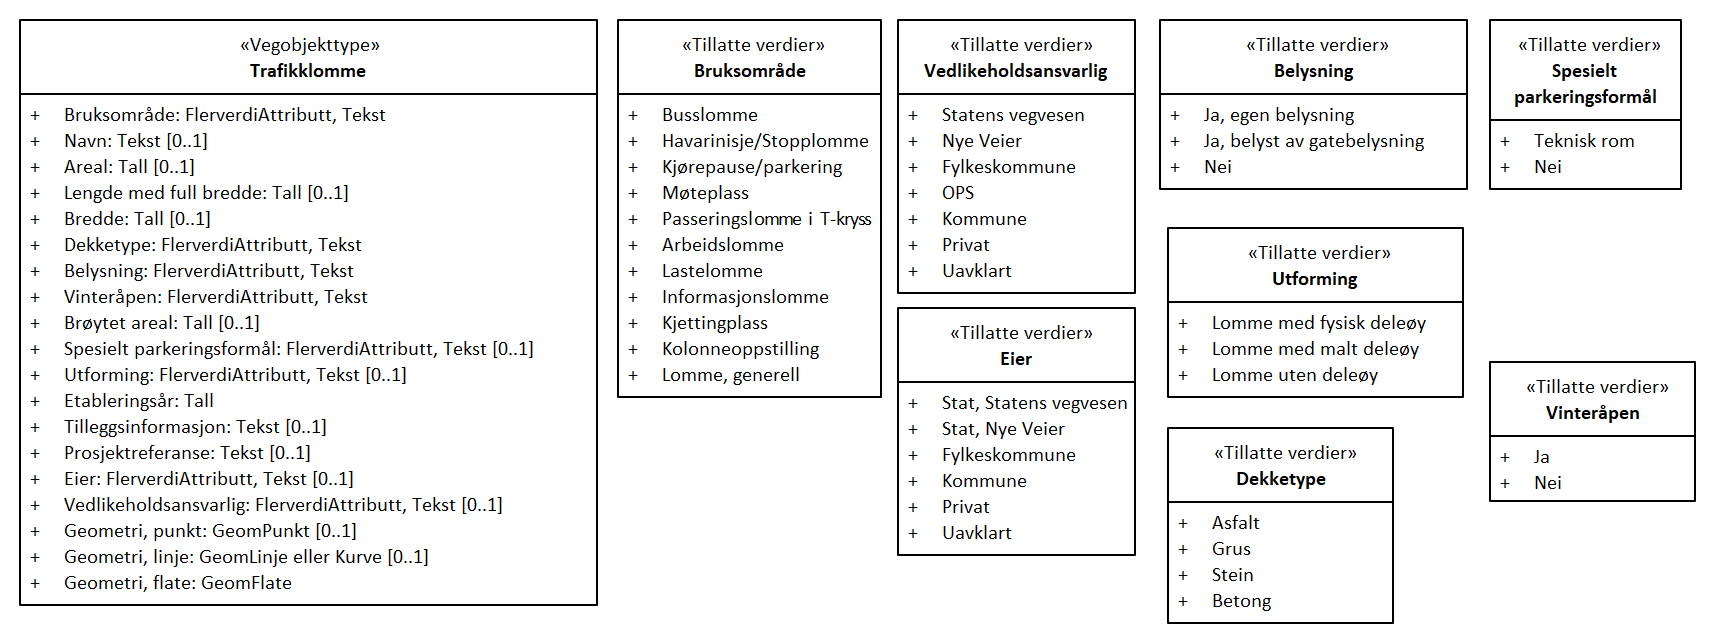 «Vegobjekttype»
Trafikklomme
+ Bruksområde: FlerverdiAttributt, Tekst
+ Navn: Tekst [0..1]
+ Areal: Tall [0..1]
+ Lengde med full bredde: Tall [0..1]
+ Bredde: Tall [0..1]
+ Dekketype: FlerverdiAttributt, Tekst
+ Belysning: FlerverdiAttributt, Tekst
+ Vinteråpen: FlerverdiAttributt, Tekst
+ Brøytet areal: Tall [0..1]
+ Spesielt parkeringsformål: FlerverdiAttributt, Tekst [0..1]
+ Utforming: FlerverdiAttributt, Tekst [0..1]
+ Etableringsår: Tall
+ Tilleggsinformasjon: Tekst [0..1]
+ Prosjektreferanse: Tekst [0..1]
+ Eier: FlerverdiAttributt, Tekst [0..1]
+ Vedlikeholdsansvarlig: FlerverdiAttributt, Tekst [0..1]
+ Geometri, punkt: GeomPunkt [0..1]
+ Geometri, linje: GeomLinje eller Kurve [0..1]
+ Geometri, flate: GeomFlate
«Tillatte verdier»
Bruksområde
+ Busslomme
+ Havarinisje/Stopplomme
+ Kjørepause/parkering
+ Møteplass
+ Passeringslomme i T-kryss
+ Arbeidslomme
+ Lastelomme
+ Informasjonslomme
+ Kjettingplass
+ Kolonneoppstilling
+ Lomme, generell
«Tillatte verdier»
Vedlikeholdsansvarlig
+ Statens vegvesen
+ Nye Veier
+ Fylkeskommune
+ OPS
+ Kommune
+ Privat
+ Uavklart
«Tillatte verdier»
Eier
+ Stat, Statens vegvesen
+ Stat, Nye Veier
+ Fylkeskommune
+ Kommune
+ Privat
+ Uavklart
«Tillatte verdier»
Belysning
+ Ja, egen belysning
+ Ja, belyst av gatebelysning
+ Nei
«Tillatte verdier»
Utforming
+ Lomme med fysisk deleøy
+ Lomme med malt deleøy
+ Lomme uten deleøy
«Tillatte verdier»
Dekketype
+ Asfalt
+ Grus
+ Stein
+ Betong
«Tillatte verdier»
Spesielt
parkeringsformål
+ Teknisk rom
+ Nei
«Tillatte verdier»
Vinteråpen
+ Ja
+ Nei